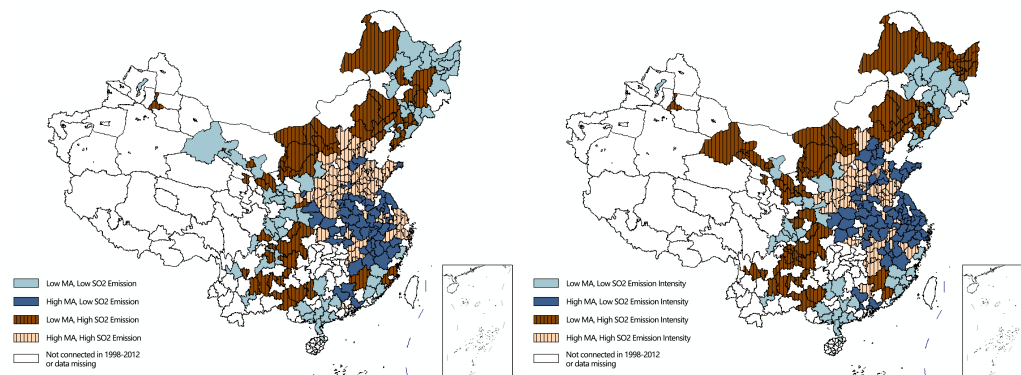 Low MA, Low SO2 Emission
High MA, Low SO2 Emission
Low MA, High SO2 Emission
High MA, High SO2 Emission
Not connected in 1998-2012
or data missing
Low MA, Low SO2 Emission Intensity
High MA, Low SO2 Emission Intensity
Low MA, High SO2 Emission Intensity
High MA, High SO2 Emission Intensity
Not connected in 1998-2012
or data missing